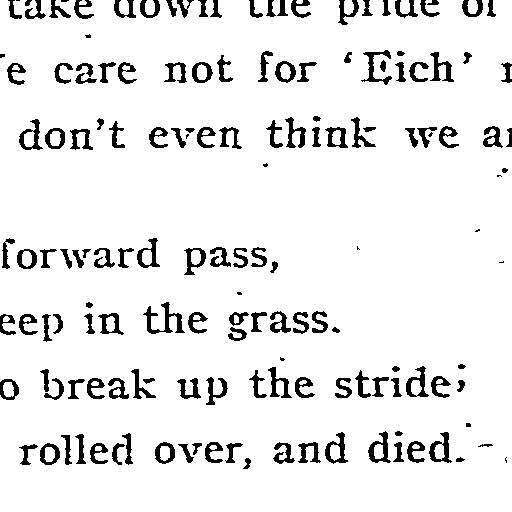 take down the pride of
e care not for ‘Eich’
don't even think we
forward pass,
eep in the grass.
o break up the stride;
rolled over, and died.